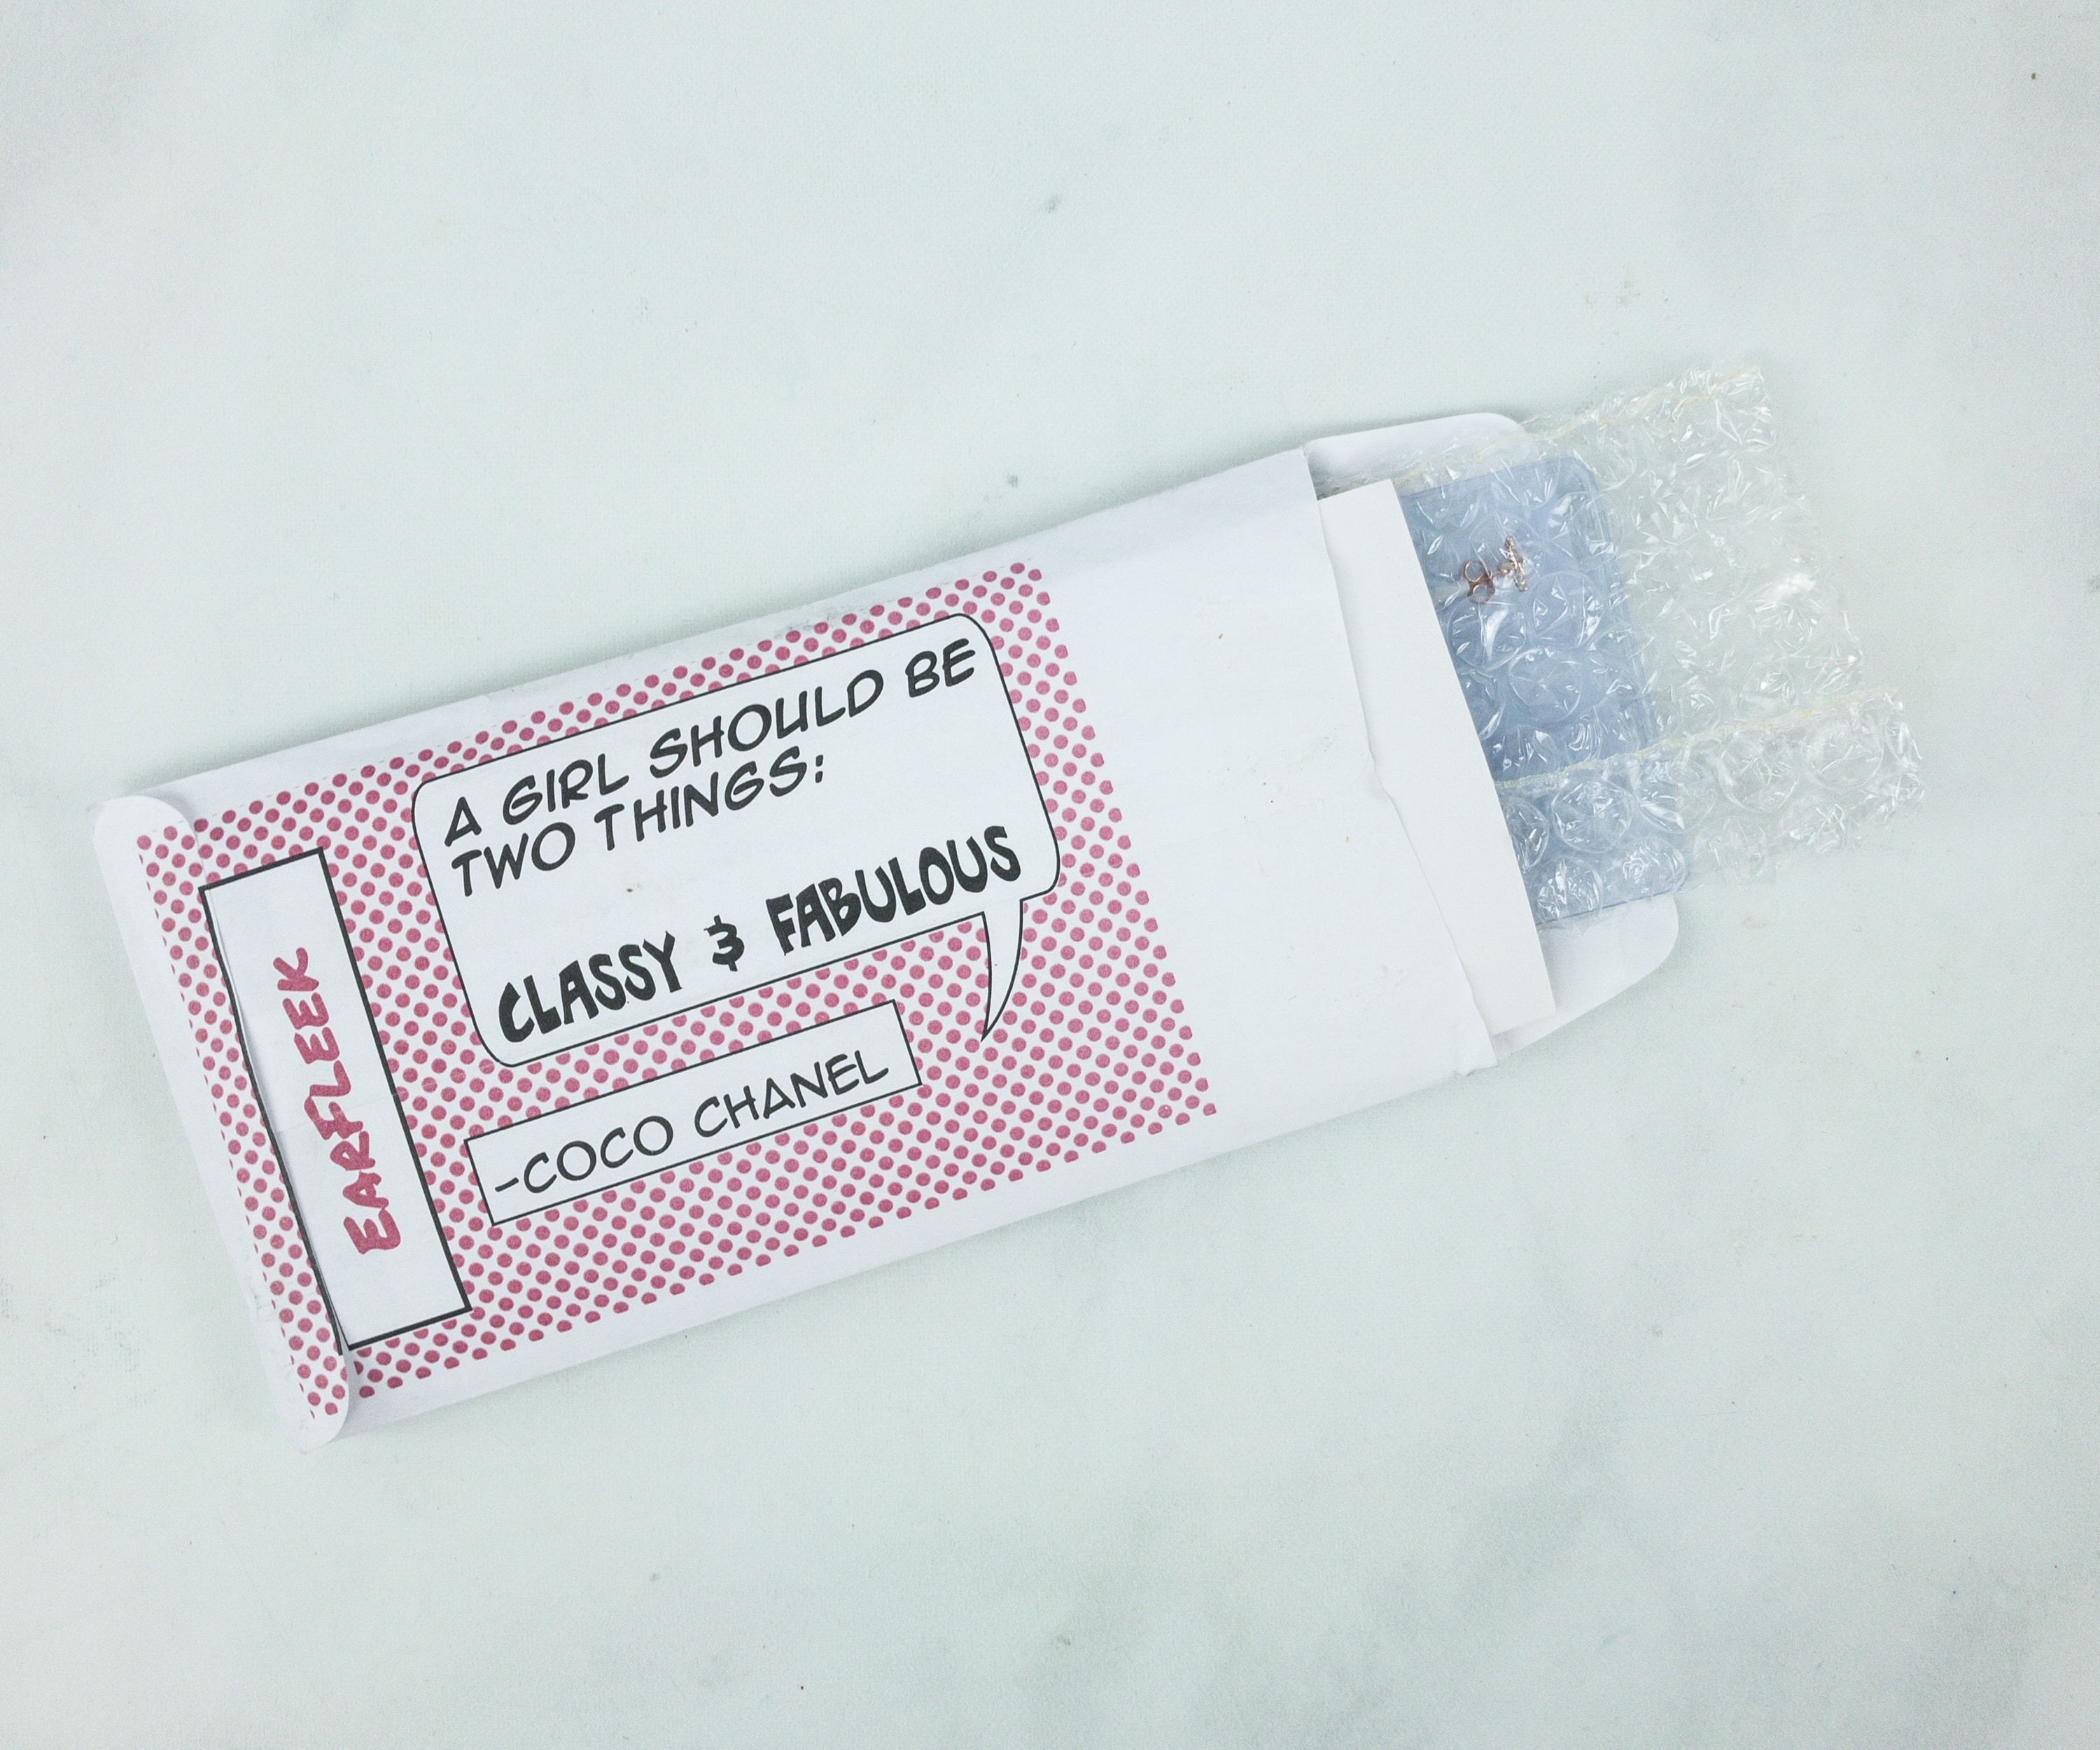 A GIRL SHOULD BE
TWO THINGS:
CLASSY & FABULOUS
-COCO CHANEL
EARFLEEK